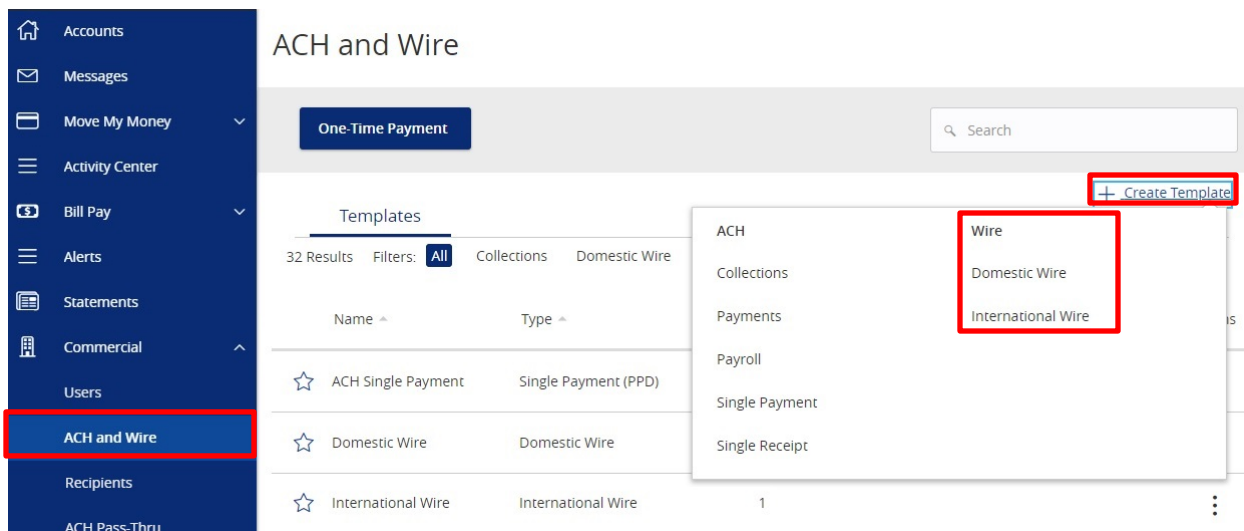 Accounts
Messages
Move My Money
Activity Center
Bill Pay
Alerts
Statements
Commercial
Users
ACH and Wire
Recipients
ACH Pass-Thru
ACH and Wire
One-Time Payment
Search
Create Template
Templates
32 Results Filters: All Collections Domestic Wire
Name Type
ACH Single Payment Single Payment (PPD)
Domestic Wire Domestic Wire
International Wire International Wire 1
ACH
Collections
Payments
Payroll
Single Payment
Single Receipt
Wire
Domestic Wire
International Wire